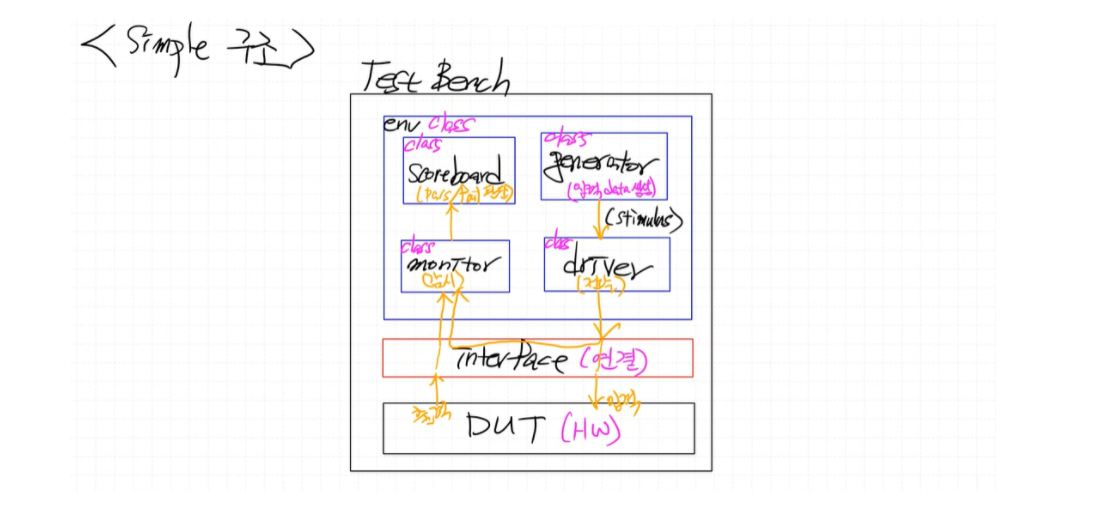 <Simple 구조>
Test Bench
env class
class
scoreboard
(pass/fail 판단)
class
generator
(입력 data 생성)
(stimulus)
class
monitor
(감시)
class
driver
(전달)
interface (연결)
출력
입력
DUT (HW)